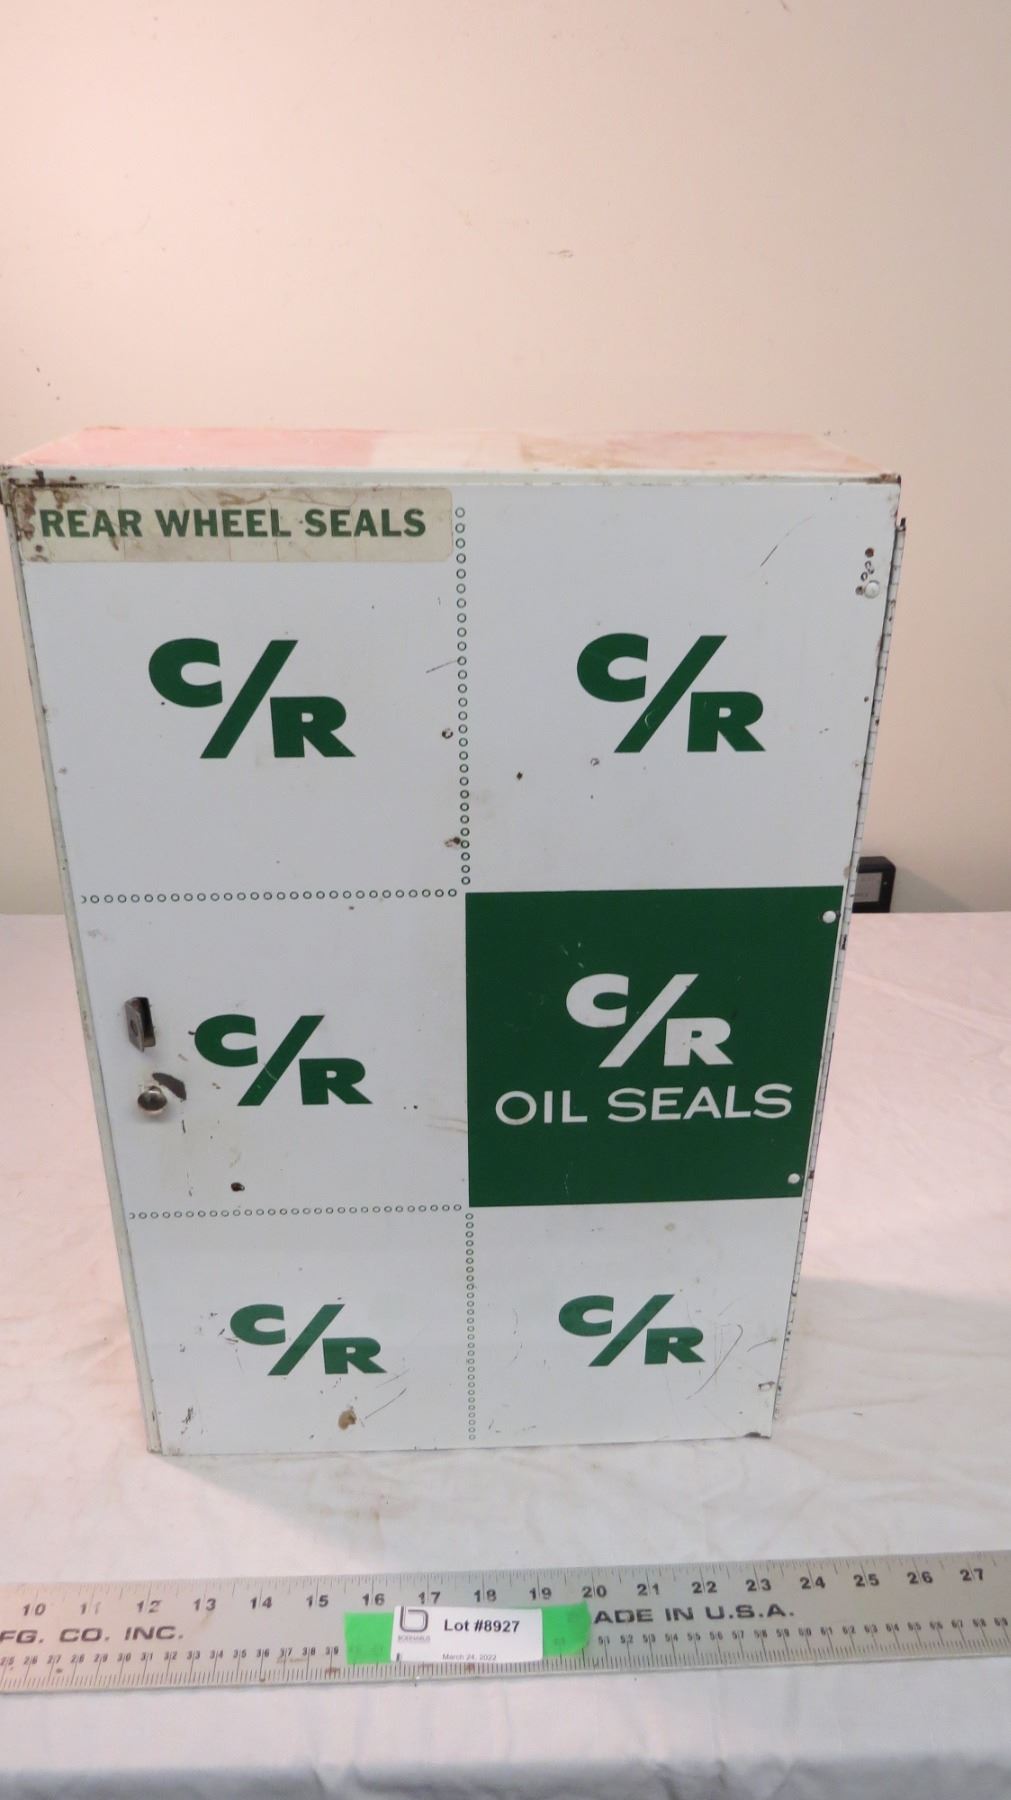 REAR WHEEL SEALS
C/R
C/R
C/R
C/R
OIL SEALS
C/R
C/R
10 11 12 13 14 15 16 17 18 19 20 21 22 23 24 25 26 27
FG. CO. INC.
ADE IN U.S.A.
Lot #8927
March 24, 2022